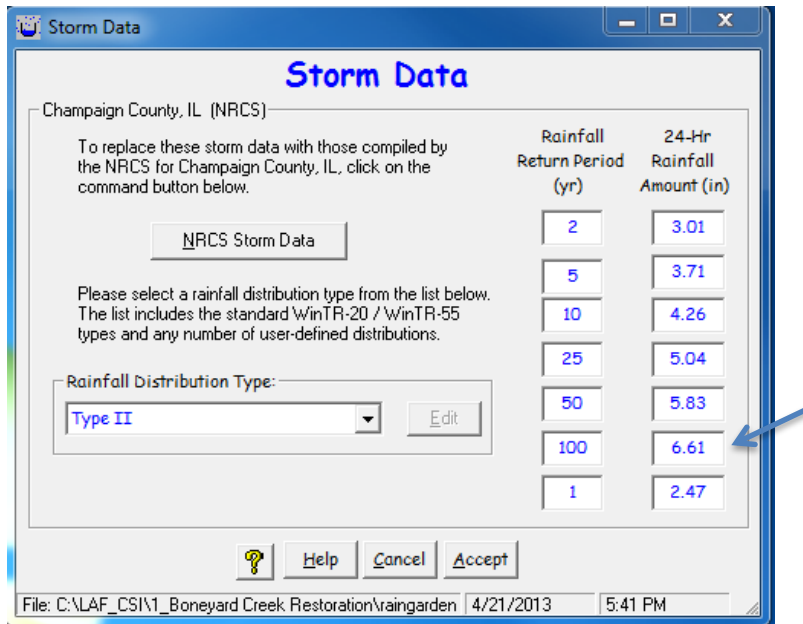 Storm Data
Storm Data
Champaign County, IL (NRCS)
To replace these storm data with those compiled by
the NRCS for Champaign County, IL, click on the
command button below.
NRCS Storm Data
Please select a rainfall distribution type from the list below.
The list includes the standard WinTR-20 / WinTR-55
types and any number of user-defined distributions.
Rainfall Distribution Type:
Type II
Edit
Rainfall Return Period (yr) 24-Hr Rainfall Amount (in)
2 3.01
5 3.71
10 4.26
25 5.04
50 5.83
100 6.61
1 2.47
? Help Cancel Accept
File: C:\LAF_CSI\1_Boneyard Creek Restoration\raingarden 4/21/2013 5:41 PM